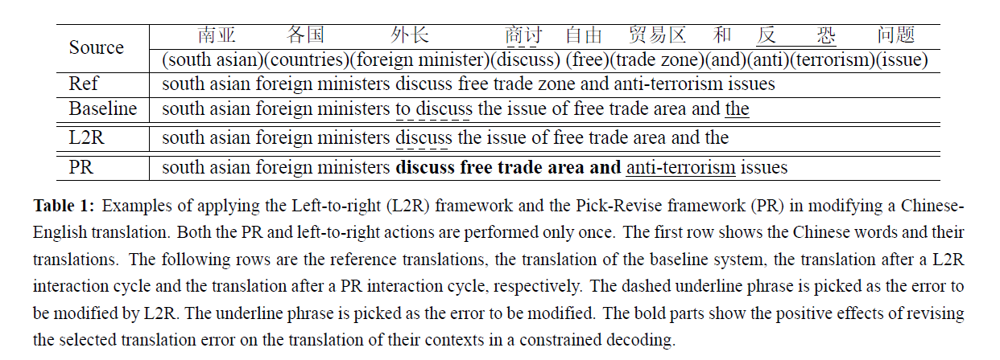 Source 南亚 各国 外长 商讨 自由 贸易区 和 反 恐 问题
(south asian)(countries)(foreign minister)(discuss) (free)(trade zone)(and)(anti)(terrorism)(issue)
Ref south asian foreign ministers discuss free trade zone and anti-terrorism issues
Baseline south asian foreign ministers to discuss the issue of free trade area and the
L2R south asian foreign ministers discuss the issue of free trade area and the
PR south asian foreign ministers discuss free trade area and anti-terrorism issues
Table 1: Examples of applying the Left-to-right (L2R) framework and the Pick-Revise framework (PR) in modifying a Chinese-
English translation. Both the PR and left-to-right actions are performed only once. The first row shows the Chinese words and their
translations. The following rows are the reference translations, the translation of the baseline system, the translation after a L2R
interaction cycle and the translation after a PR interaction cycle, respectively. The dashed underline phrase is picked as the error to
be modified by L2R. The underline phrase is picked as the error to be modified. The bold parts show the positive effects of revising
the selected translation error on the translation of their contexts in a constrained decoding.